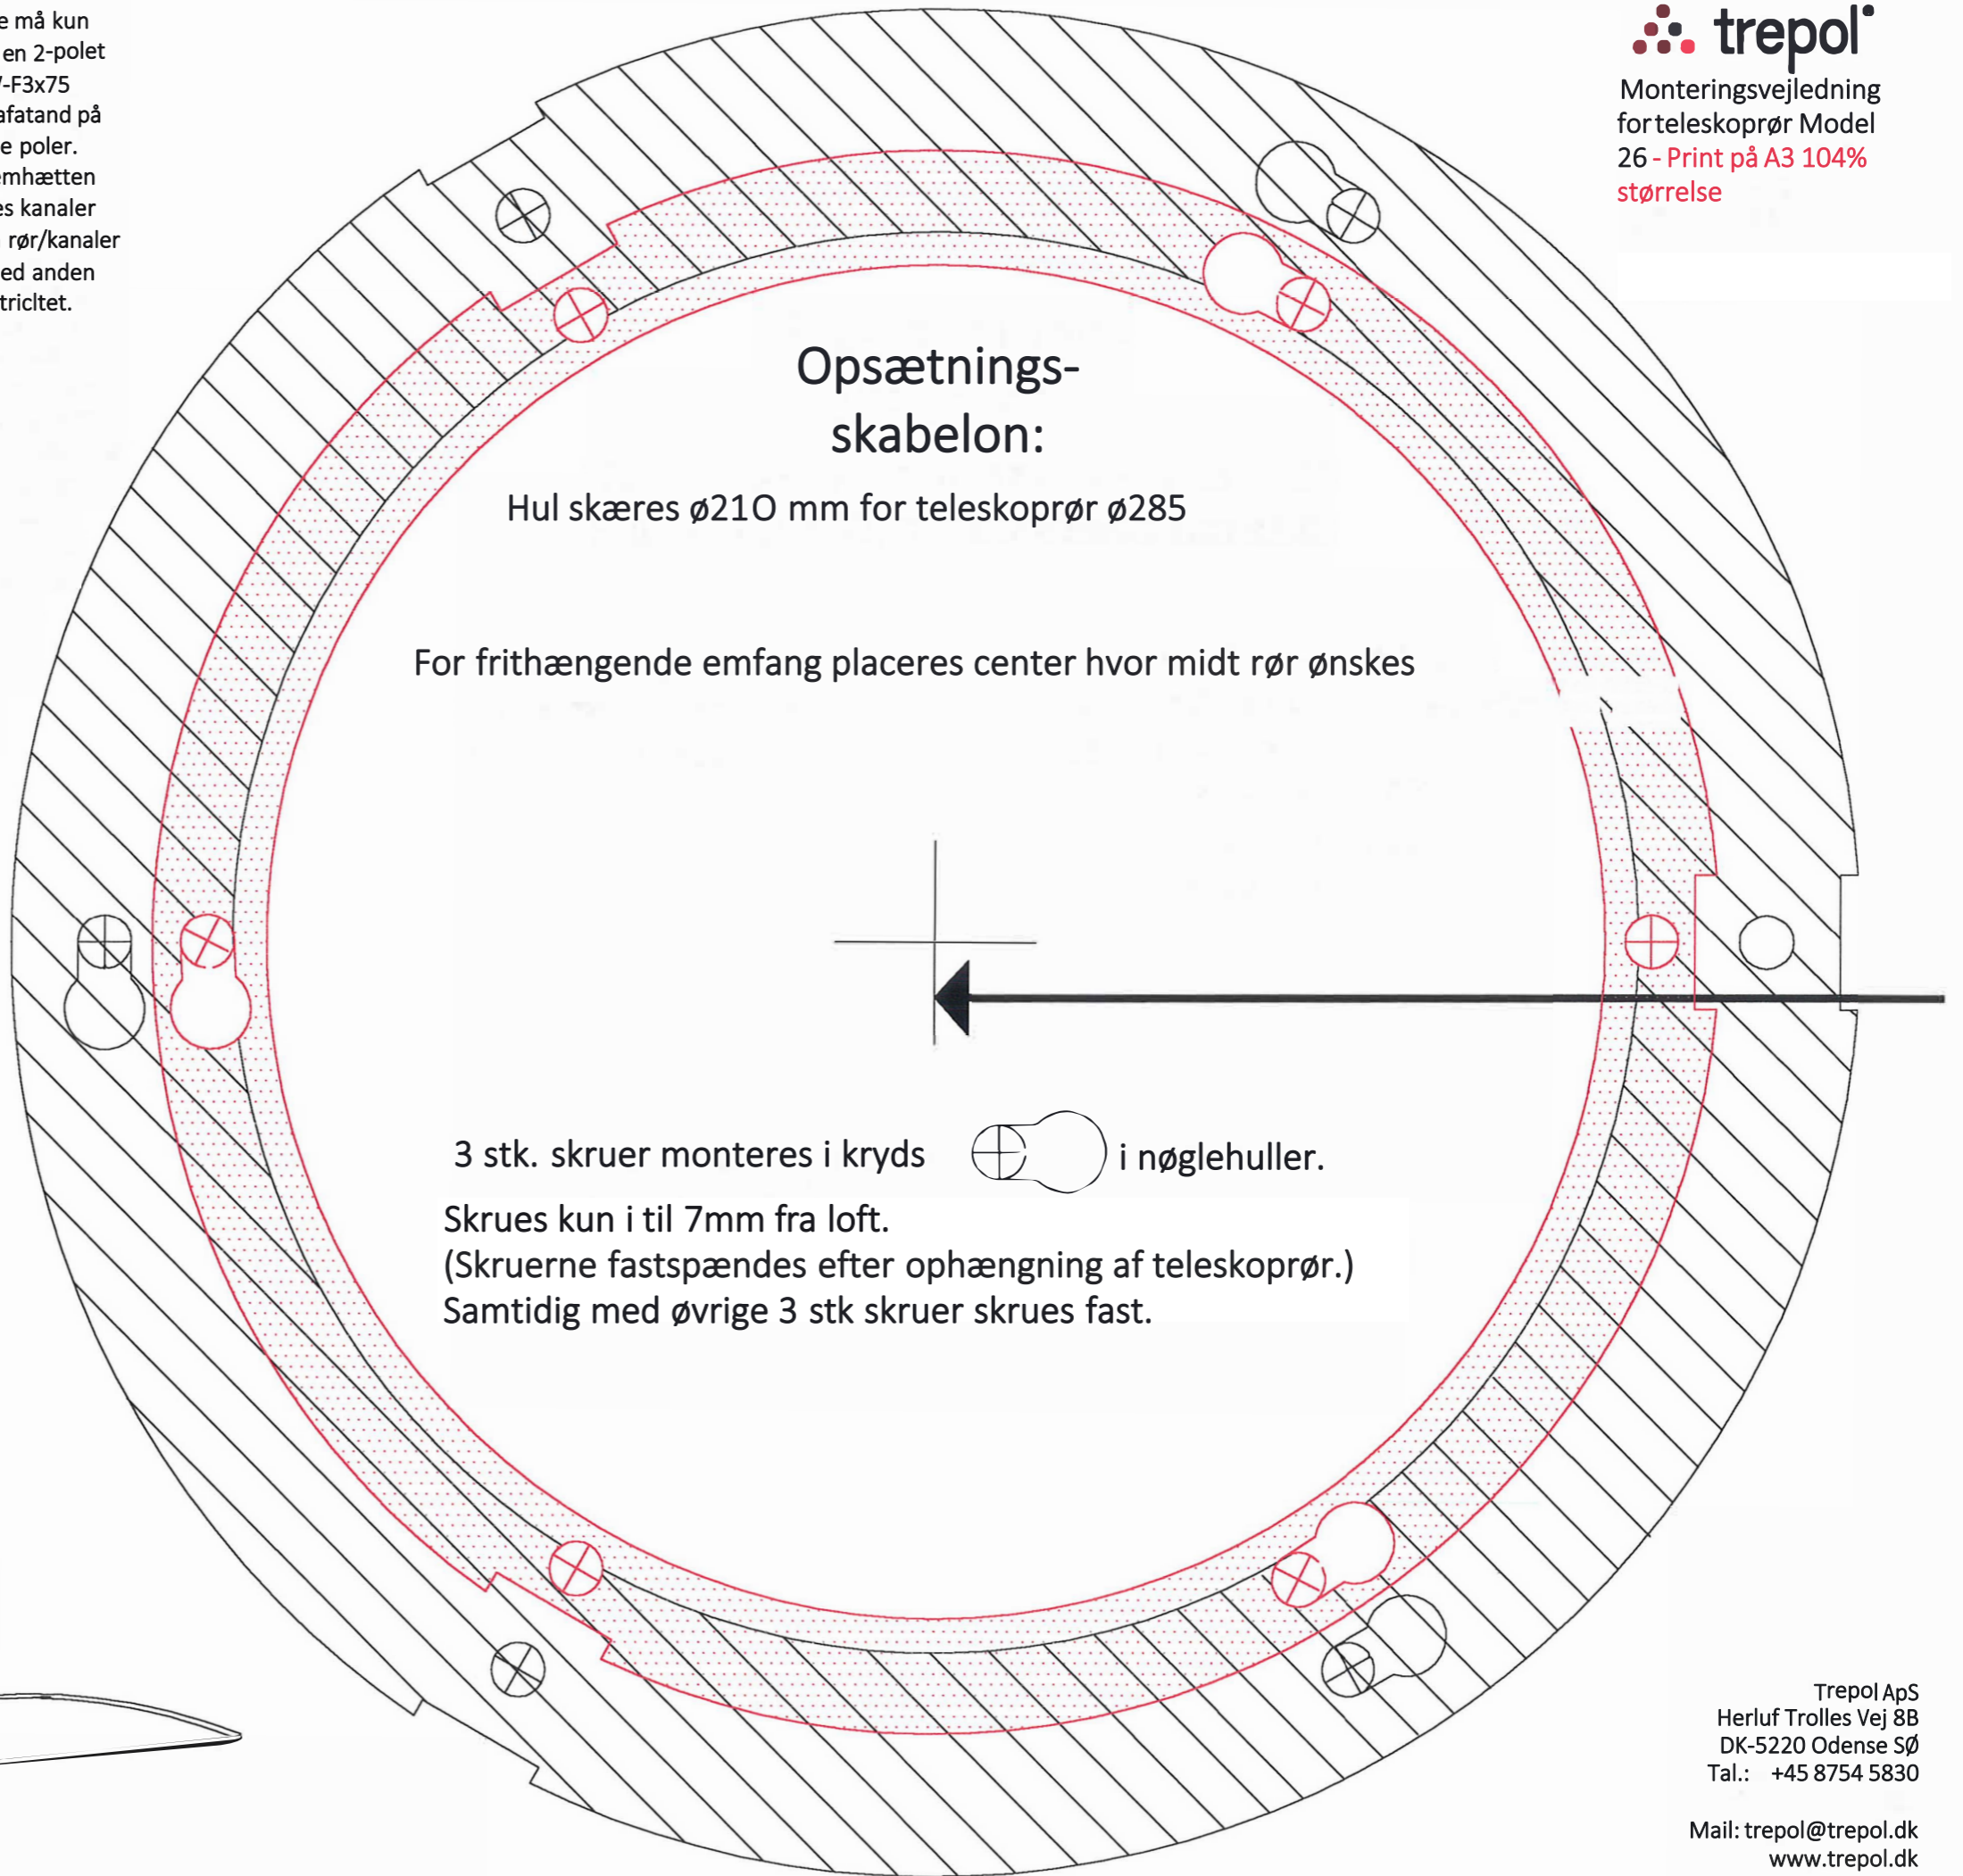 e må kun
en 2-polet
/-F3x75
afatand på
e poler.
emhætten
es kanaler
rør/kanaler
ed anden
tricltet.
trepol
Monteringsvejledning
for teleskoprør Model
26 - Print på A3 104%
størrelse
Opsætnings-
skabelon:
Hul skæres ø21O mm for teleskoprør ø285
For frithængende emfang placeres center hvor midt rør ønskes
3 stk. skruer monteres i kryds i nøglehuller.
Skrues kun i til 7mm fra loft.
(Skruerne fastspændes efter ophængning af teleskoprør.)
Samtidig med øvrige 3 stk skruer skrues fast.
Trepol ApS
Herluf Trolles Vej 8B
DK-5220 Odense SØ
Tal.: +45 8754 5830
Mail: trepol@trepol.dk
www.trepol.dk